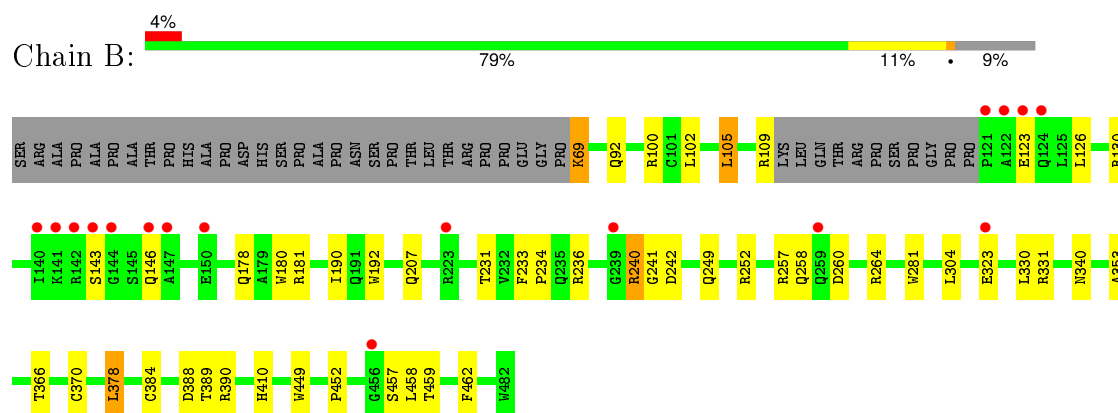 4%
Chain B:
79% 11% • 9%
SER ARG ALA PRO ALA PRO ALA THR PRO HIS ALA PRO ASP HIS SER PRO ALA PRO ASN SER PRO THR LEU THR ARG PRO PRO GLU GLY PRO K69 Q92 R100 C101 L102 L105 R109 LYS LEU GLN THR ARG PRO SER PRO GLY PRO PRO P121 A122 E123 Q124 L125 L126
I140 K141 R142 S143 G144 S145 Q146 A147 E150 Q178 A179 W180 R181 I190 Q191 W192 Q207 R223 T231 V232 F233 P234 Q235 R236 G239 R240 G241 D242 Q249 R252 R257 Q258 Q259 D260 R264 W281 L304 E323 L330 R331 N340
T366 C370 L378 C384 D388 T389 R390 H410 W449 P452 G456 S457 L458 T459 F462 W482